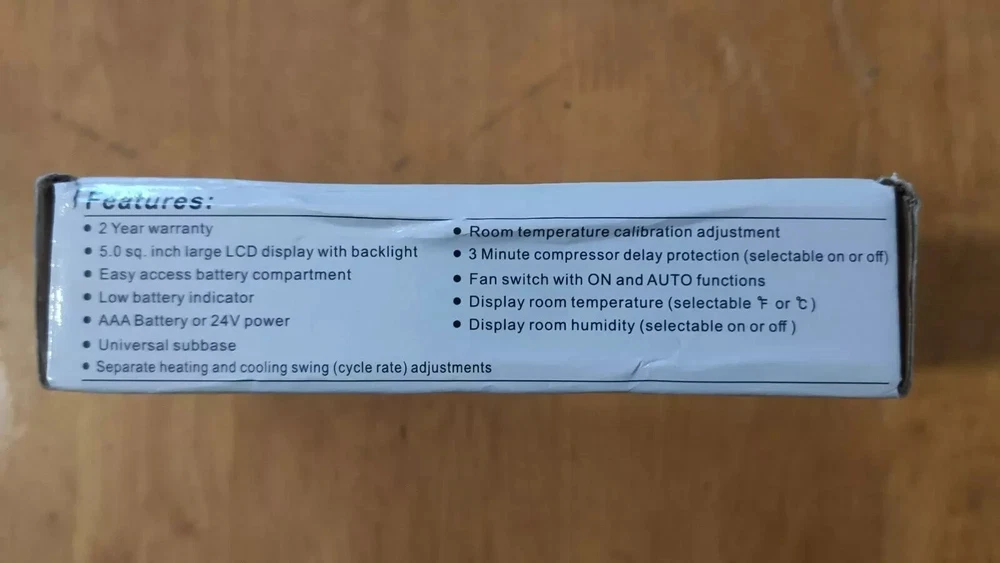 Features:
• 2 Year warranty
• 5.0 sq. inch large LCD display with backlight
• Easy access battery compartment
• Low battery indicator
• AAA Battery or 24V power
• Universal subbase
• Separate heating and cooling swing (cycle rate) adjustments
• Room temperature calibration adjustment
• 3 Minute compressor delay protection (selectable on or off)
• Fan switch with ON and AUTO functions
• Display room temperature (selectable ℉ or ℃)
• Display room humidity (selectable on or off )